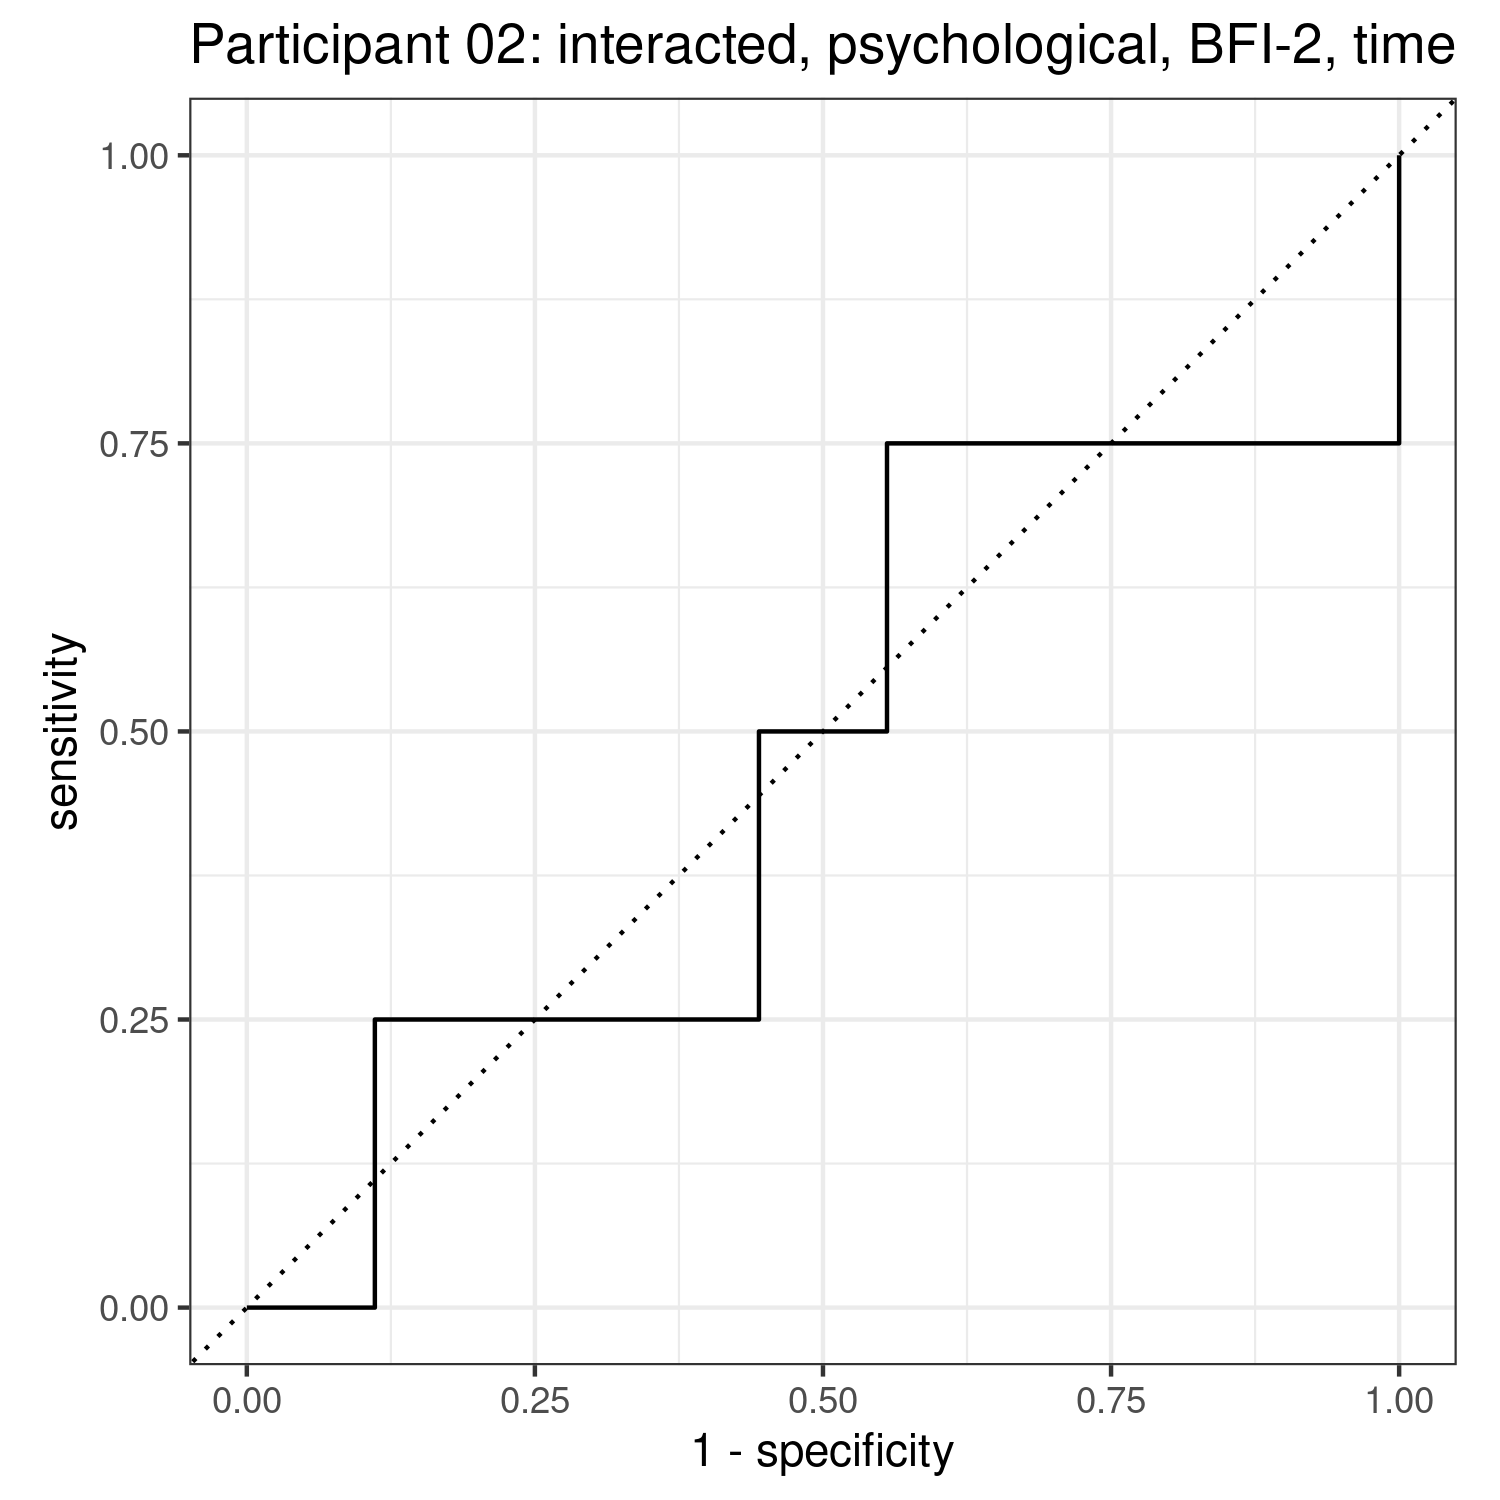 Participant 02: interacted, psychological, BFI-2, time
1.00
0.75
0.50
0.25
0.00
sensitivity
0.00 0.25 0.50 0.75 1.00
1 - specificity